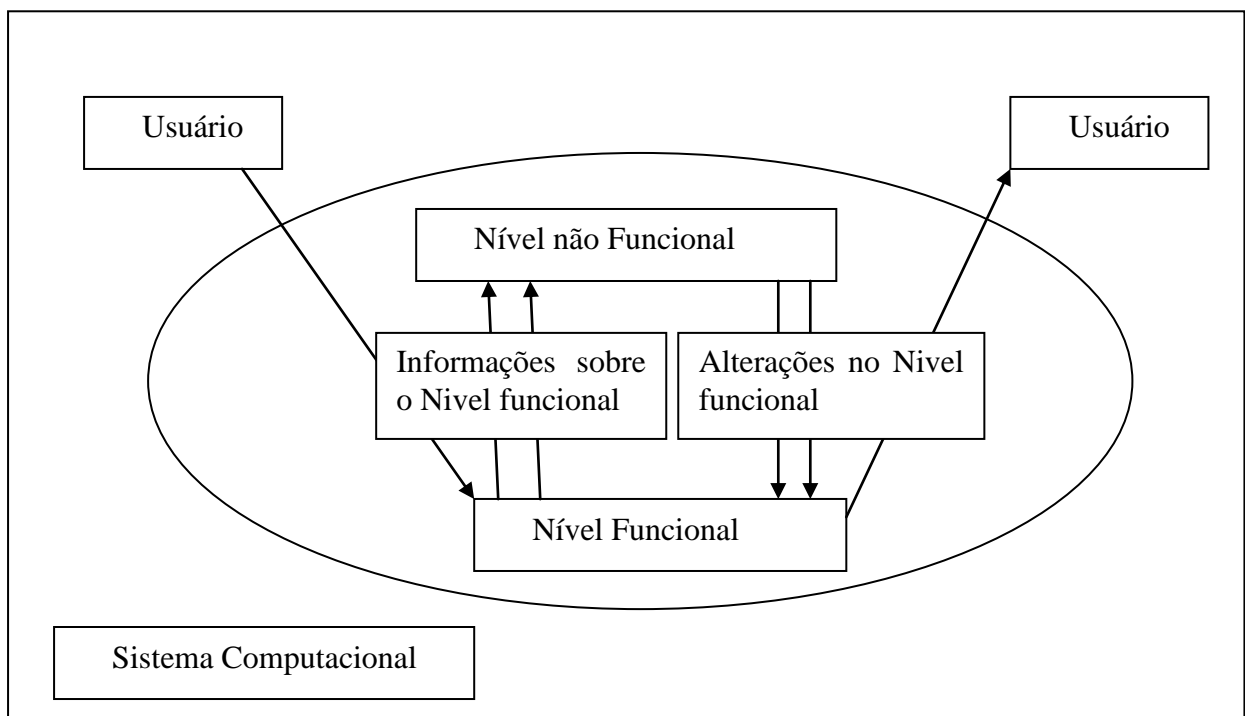 Usuário
Usuário
Nível não Funcional
Informações sobre
o Nivel funcional
Alterações no Nivel
funcional
Nível Funcional
Sistema Computacional